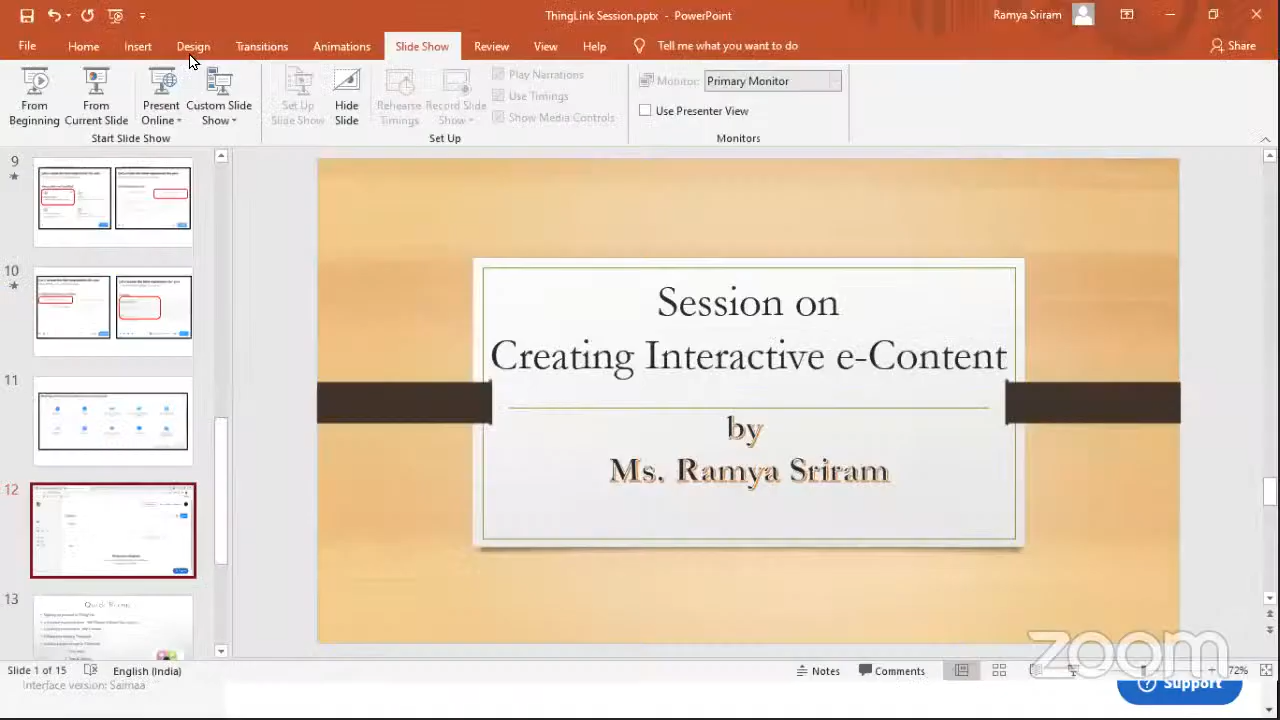 ThingLink Session.pptx - PowerPoint
Ramya Sriram
File Home Insert Design Transitions Animations Slide Show Review View Help Tell me what you want to do Share
From Beginning
From Current Slide
Present Online
Custom Slide Show
Set Up Slide Show
Hide Slide
Rehearse Timings
Record Slide Show
Play Narrations
Use Timings
Show Media Controls
Monitor: Primary Monitor
Use Presenter View
Start Slide Show
Set Up
Monitors
9
10
11
12
13
Session on
Creating Interactive e-Content
by
Ms. Ramya Sriram
zoom
Slide 1 of 15 English (India) Notes Comments 72%
Interface version: Saimaa
Support